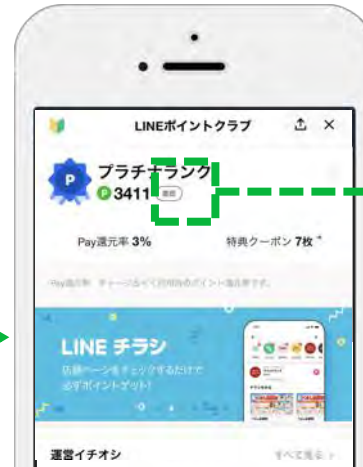 LINEポイントクラブ
P
プラチナランク
P 3411
Pay還元率 3%
特典クーポン 7枚
LINE チラシ
店舗ページをチェックするだけで
必ずポイントゲット!
運営イチオシ
すべて見る